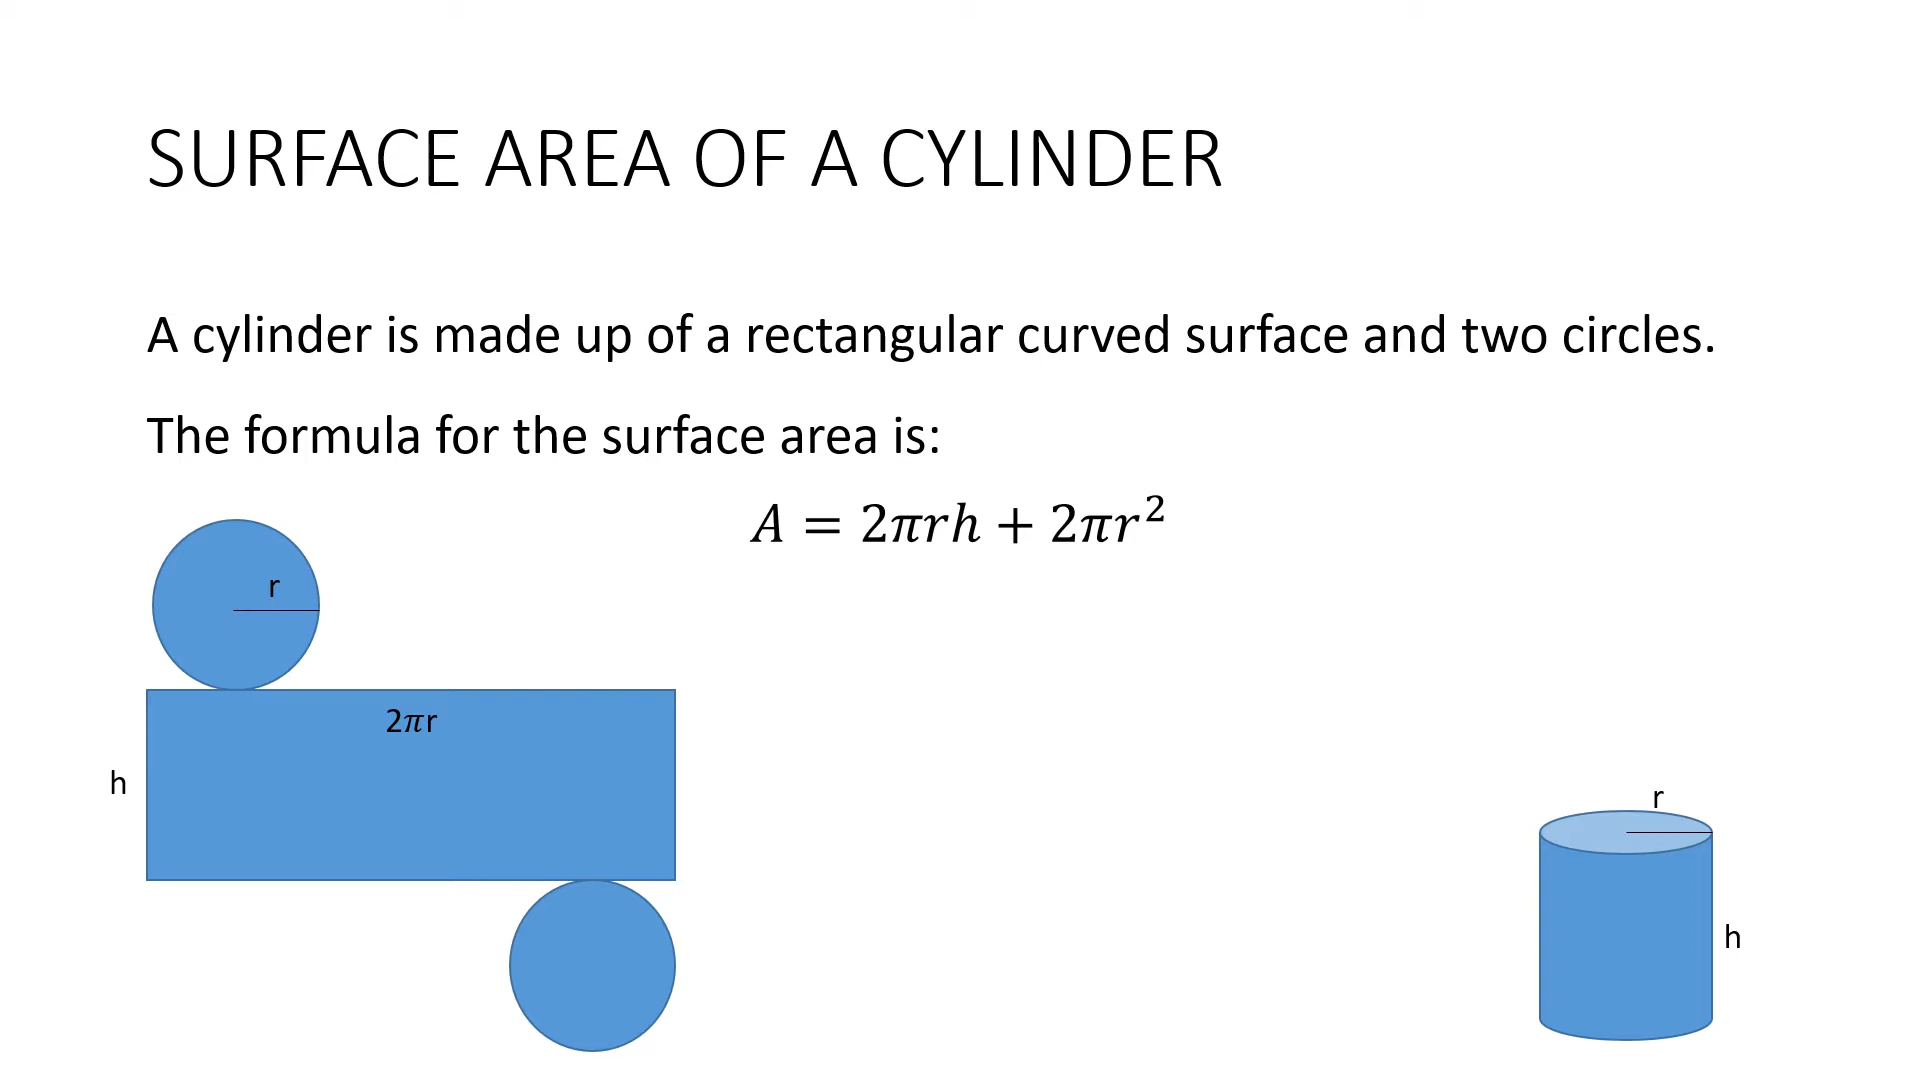 SURFACE AREA OF A CYLINDER
A cylinder is made up of a rectangular curved surface and two circles.
The formula for the surface area is:
𝐴 = 2𝜋𝑟ℎ + 2𝜋𝑟²
r
2𝜋r
h
r
h